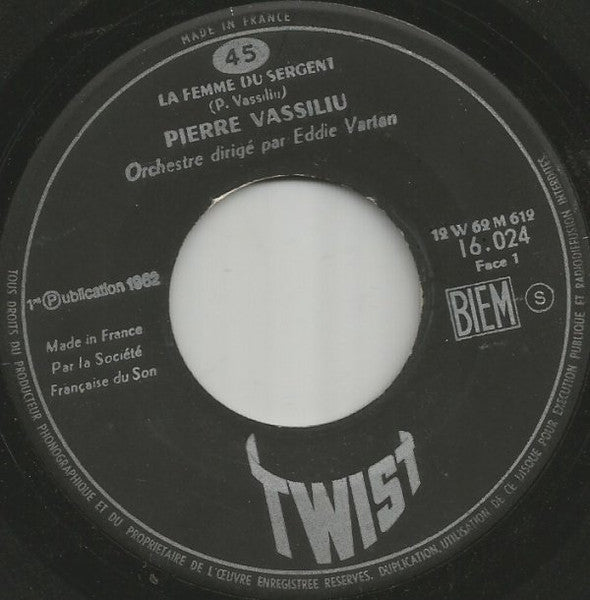 MADE IN FRANCE
45
LA FEMME DU SERGENT
(P. Vassiliu)
PIERRE VASSILIU
Orchestre dirigé par Eddie Vartan
12 W 62 M 612
16.024
Face 1
BIEM
S
1re Ⓟublication 1962
Made in France
Par la Société
Française du Son
TWIST
TOUS DROITS DU PRODUCTEUR PHONOGRAPHIQUE ET DU PROPRIETAIRE DE L'ŒUVRE ENREGISTREE RESERVES. DUPLICATION, UTILISATION DE CE DISQUE POUR EXECUTION PUBLIQUE ET RADIODIFFUSION INTERDITES